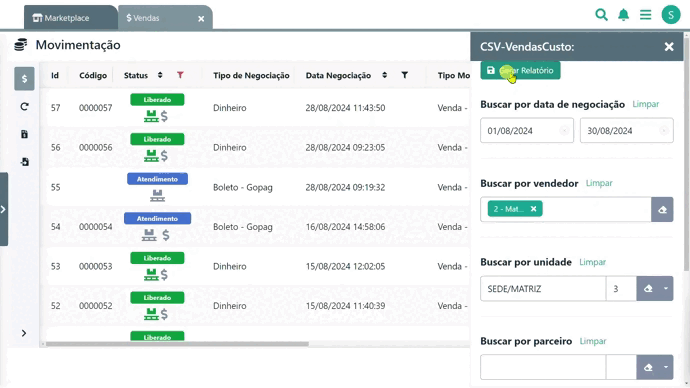 Marketplace
$ Vendas
S
Movimentação
Id Código Status Tipo de Negociação Data Negociação Tipo Mo
57 0000057 Liberado Dinheiro 28/08/2024 11:43:50 Venda -
56 0000056 Liberado Dinheiro 28/08/2024 09:23:05 Venda -
55 Atendimento Boleto - Gopag 28/08/2024 09:19:32 Venda -
54 0000054 Atendimento Boleto - Gopag 16/08/2024 14:58:06 Venda -
53 0000053 Liberado Dinheiro 15/08/2024 12:02:05 Venda -
52 0000052 Liberado Dinheiro 15/08/2024 11:40:39 Venda -
Liberado
CSV-VendasCusto:
Relatório
Buscar por data de negociação Limpar
01/08/2024 30/08/2024
Buscar por vendedor Limpar
2 - Mat...
Buscar por unidade Limpar
SEDE/MATRIZ 3
Buscar por parceiro Limpar